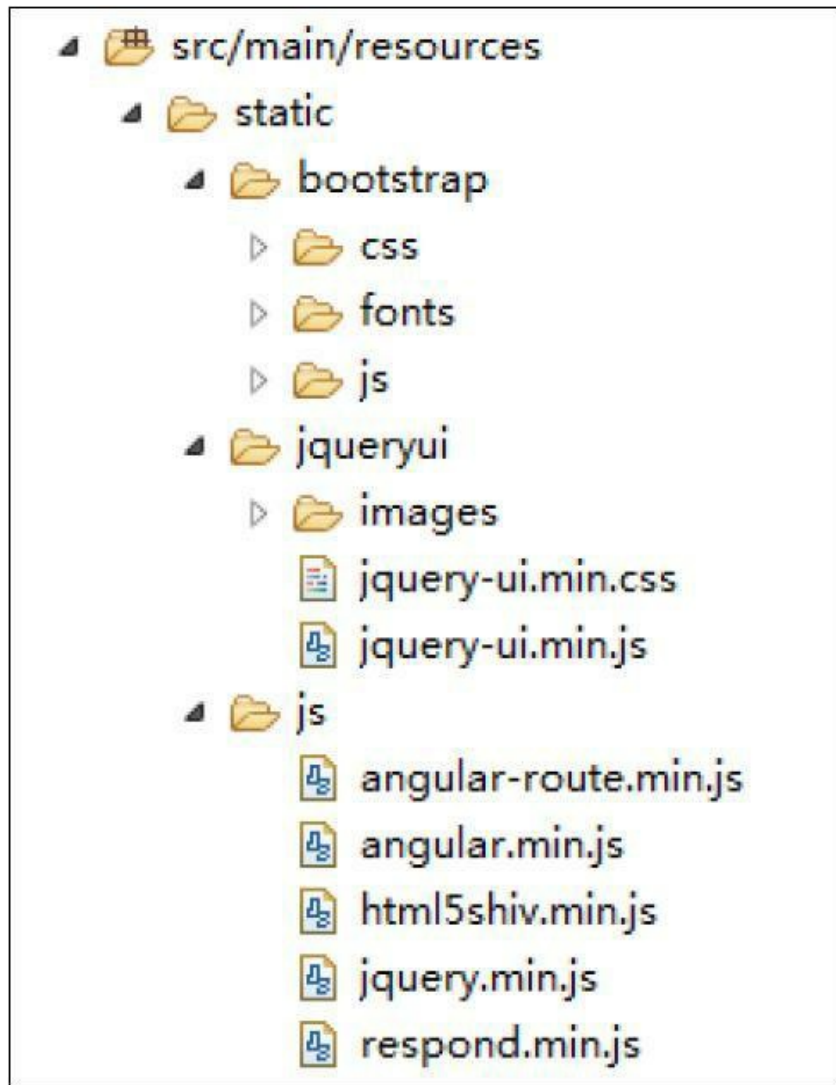 src/main/resources
static
bootstrap
css
fonts
js
jqueryui
images
jquery-ui.min.css
jquery-ui.min.js
js
angular-route.min.js
angular.min.js
html5shiv.min.js
jquery.min.js
respond.min.js